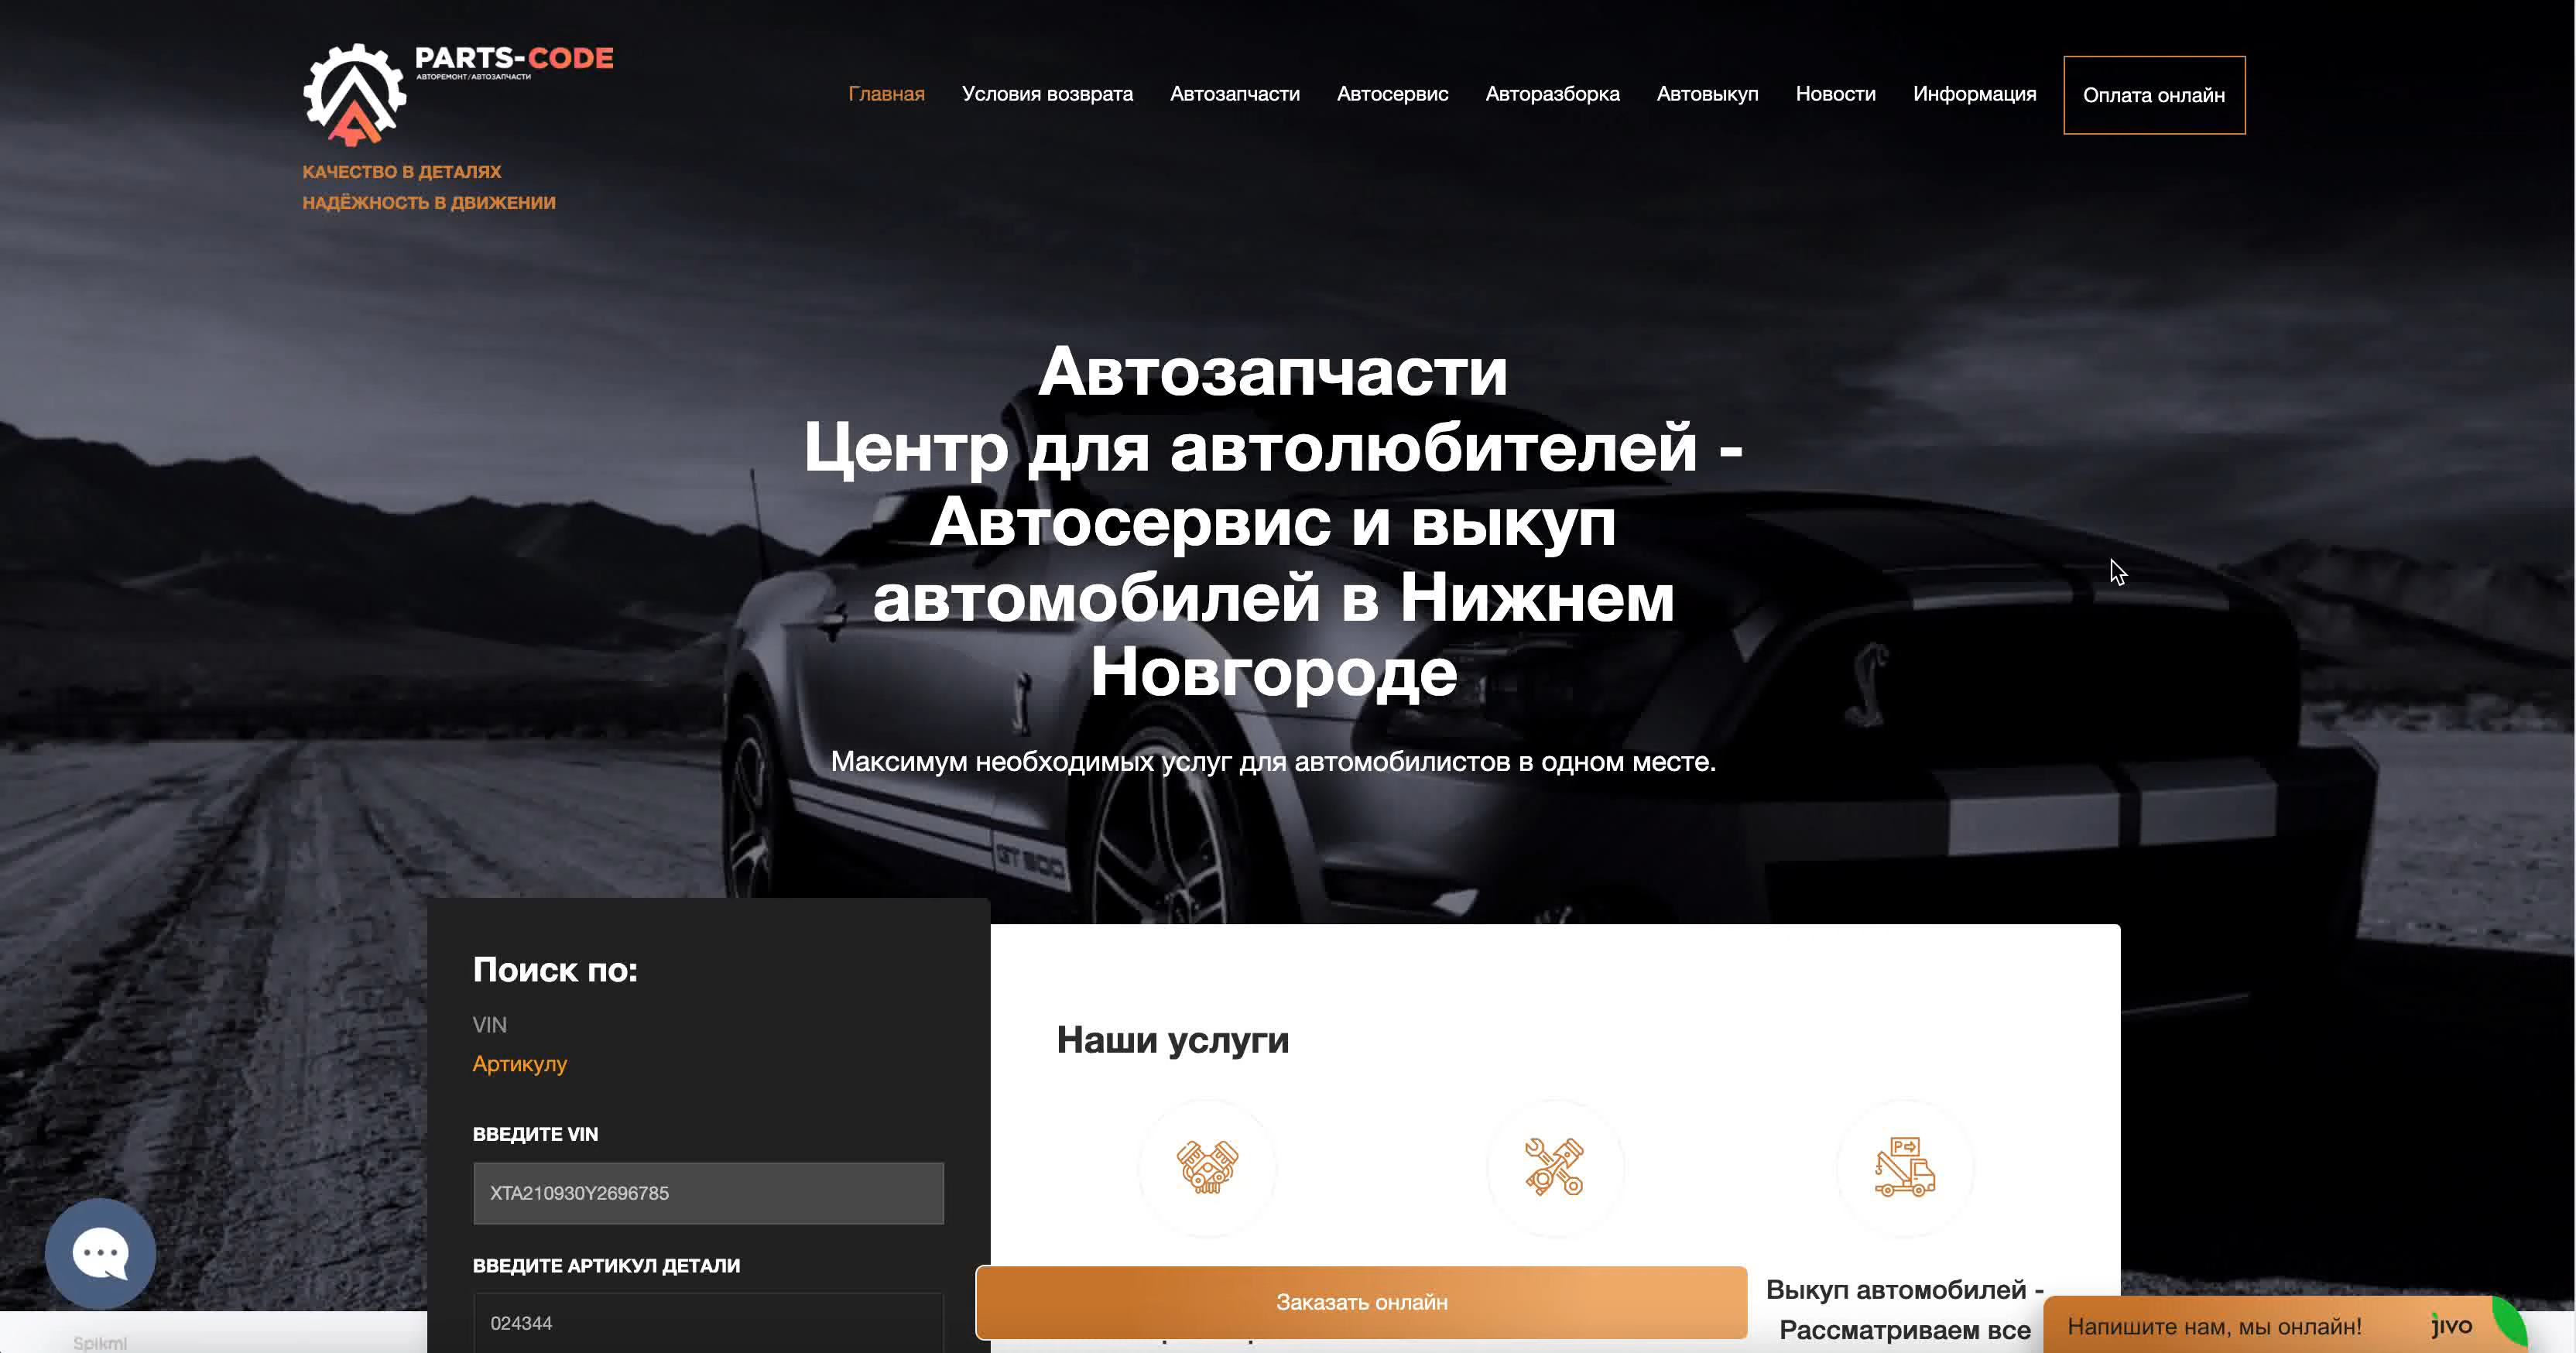 PARTS-CODE
АВТОРЕМОНТ/АВТОЗАПЧАСТИ
КАЧЕСТВО В ДЕТАЛЯХ
НАДЁЖНОСТЬ В ДВИЖЕНИИ
Главная Условия возврата Автозапчасти Автосервис Авторазборка Автовыкуп Новости Информация Оплата онлайн
Автозапчасти
Центр для автолюбителей -
Автосервис и выкуп
автомобилей в Нижнем
Новгороде
Максимум необходимых услуг для автомобилистов в одном месте.
GT 500
Поиск по:
VIN
Артикулу
ВВЕДИТЕ VIN
XTA210930Y2696785
ВВЕДИТЕ АРТИКУЛ ДЕТАЛИ
024344
Наши услуги
P
Заказать онлайн
Выкуп автомобилей -
Рассматриваем все
Напишите нам, мы онлайн! jivo
Spikmi